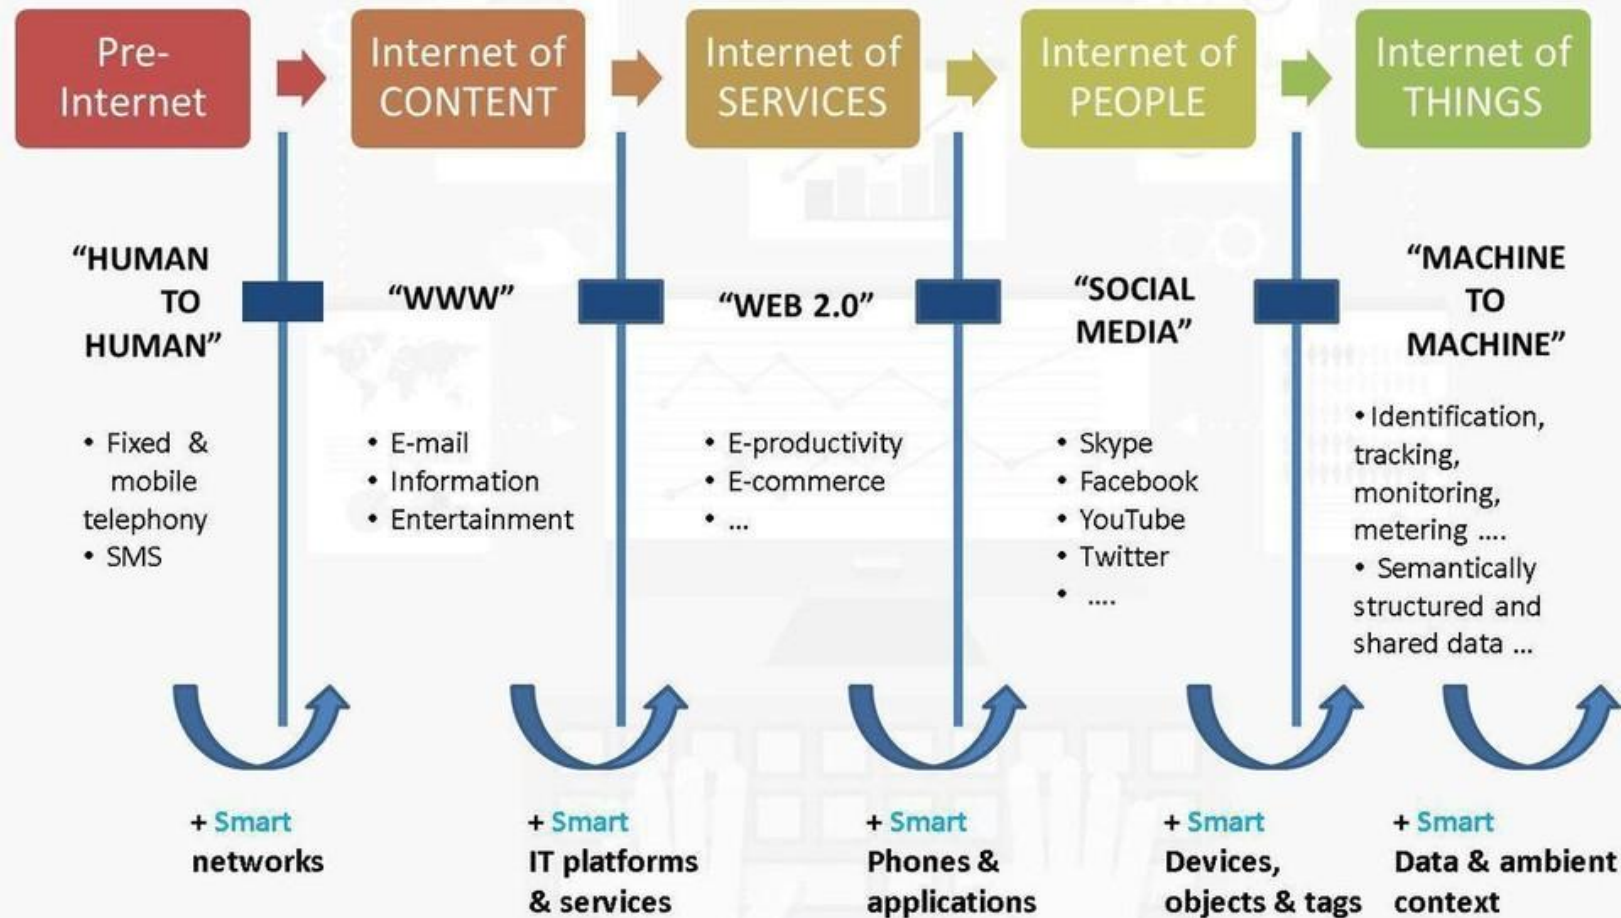 Pre-
Internet
Internet of
CONTENT
Internet of
SERVICES
Internet of
PEOPLE
Internet of
THINGS
“HUMAN
TO
HUMAN”
“WWW”
“WEB 2.0”
“SOCIAL
MEDIA”
“MACHINE
TO
MACHINE”
• Fixed &
mobile
telephony
• SMS
• E-mail
• Information
• Entertainment
• E-productivity
• E-commerce
• ...
• Skype
• Facebook
• YouTube
• Twitter
• ....
• Identification,
tracking,
monitoring,
metering ....
• Semantically
structured and
shared data ...
+ Smart
networks
+ Smart
IT platforms
& services
+ Smart
Phones &
applications
+ Smart
Devices,
objects & tags
+ Smart
Data & ambient
context